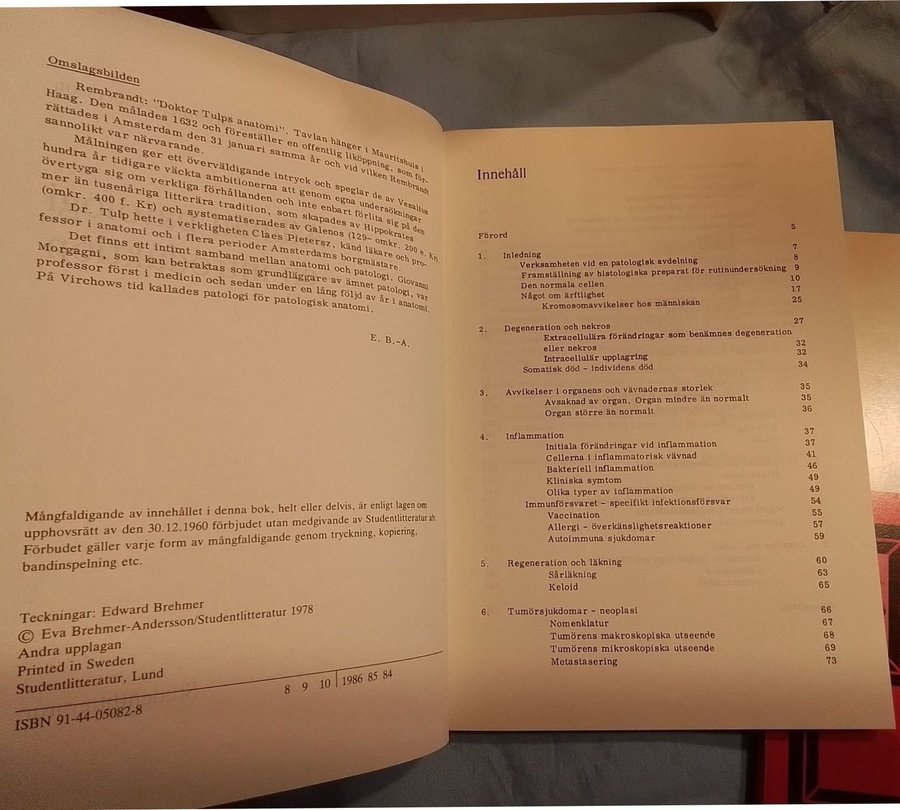 Omslagsbilden
Rembrandt: "Doktor Tulps anatomi". Tavlan hänger i Mauritshuis i
Haag. Den målades 1632 och föreställer en offentlig liköppning, som för-
rättades i Amsterdam den 31 januari samma år och vid vilken Rembrandt
sannolikt var närvarande.
Målningen ger ett överväldigande intryck och speglar de av Vesalius
hundra år tidigare väckta ambitionerna att genom egna undersökningar
övertyga sig om verkliga förhållanden och inte enbart förlita sig på den
mer än tusenåriga litterära tradition, som skapades av Hippokrates
(omkr. 400 f. Kr) och systematiserades av Galenos (129- omkr. 200 e. Kr)
Dr. Tulp hette i verkligheten Claes Pietersz, känd läkare och pro-
fessor i anatomi och i flera perioder Amsterdams borgmästare.
Det finns ett intimt samband mellan anatomi och patologi. Giovanni
Morgagni, som kan betraktas som grundläggare av ämnet patologi, var
professor först i medicin och sedan under en lång följd av år i anatomi.
På Virchows tid kallades patologi för patologisk anatomi.
E. B.-A.
Mångfaldigande av innehållet i denna bok, helt eller delvis, är enligt lagen om
upphovsrätt av den 30.12.1960 förbjudet utan medgivande av Studentlitteratur ab.
Förbudet gäller varje form av mångfaldigande genom tryckning, kopiering,
bandinspelning etc.
Teckningar: Edward Brehmer
© Eva Brehmer-Andersson/Studentlitteratur 1978
Andra upplagan
Printed in Sweden
Studentlitteratur, Lund
8 9 10 | 1986 85 84
ISBN 91-44-05082-8
Innehåll
Förord 5
1. Inledning 7
Verksamheten vid en patologisk avdelning 8
Framställning av histologiska preparat för rutinundersökning 9
Den normala cellen 10
Något om ärftlighet 17
Kromosomavvikelser hos människan 25
2. Degeneration och nekros 27
Extracellulära förändringar som benämnes degeneration
eller nekros 32
Intracellulär upplagring 32
Somatisk död - individens död 34
3. Avvikelser i organens och vävnadernas storlek 35
Avsaknad av organ. Organ mindre än normalt 35
Organ större än normalt 36
4. Inflammation 37
Initiala förändringar vid inflammation 37
Cellerna i inflammatorisk vävnad 41
Bakteriell inflammation 46
Kliniska symtom 49
Olika typer av inflammation 49
Immunförsvaret - specifikt infektionsförsvar 54
Vaccination 55
Allergi - överkänslighetsreaktioner 57
Autoimmuna sjukdomar 59
5. Regeneration och läkning 60
Sårläkning 63
Keloid 65
6. Tumörsjukdomar - neoplasi 66
Nomenklatur 67
Tumörens makroskopiska utseende 68
Tumörens mikroskopiska utseende 69
Metastasering 73